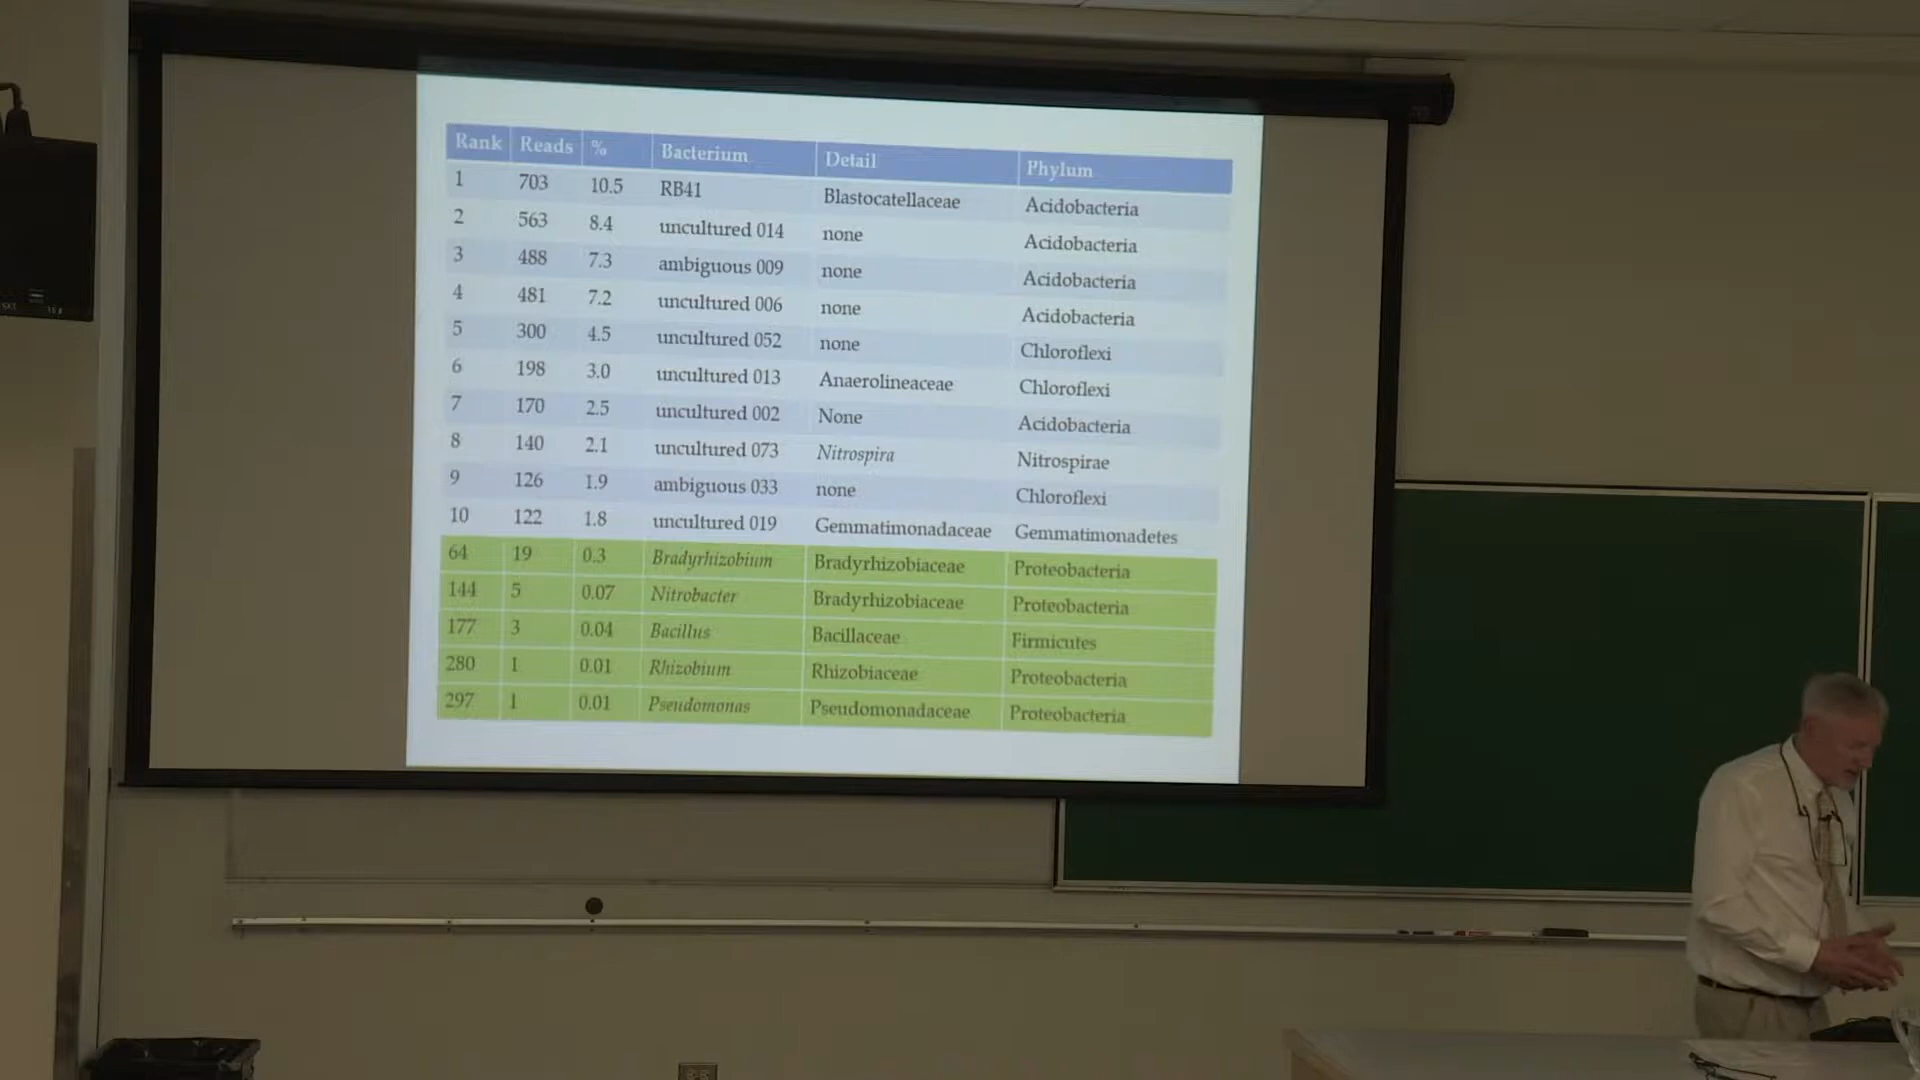 Rank Reads % Bacterium Detail Phylum
1 703 10.5 RB41 Blastocatellaceae Acidobacteria
2 563 8.4 uncultured 014 none Acidobacteria
3 488 7.3 ambiguous 009 none Acidobacteria
4 481 7.2 uncultured 006 none Acidobacteria
5 300 4.5 uncultured 052 none Chloroflexi
6 198 3.0 uncultured 013 Anaerolineaceae Chloroflexi
7 170 2.5 uncultured 002 None Acidobacteria
8 140 2.1 uncultured 073 Nitrospira Nitrospirae
9 126 1.9 ambiguous 033 none Chloroflexi
10 122 1.8 uncultured 019 Gemmatimonadaceae Gemmatimonadetes
64 19 0.3 Bradyrhizobium Bradyrhizobiaceae Proteobacteria
144 5 0.07 Nitrobacter Bradyrhizobiaceae Proteobacteria
177 3 0.04 Bacillus Bacillaceae Firmicutes
280 1 0.01 Rhizobium Rhizobiaceae Proteobacteria
297 1 0.01 Pseudomonas Pseudomonadaceae Proteobacteria